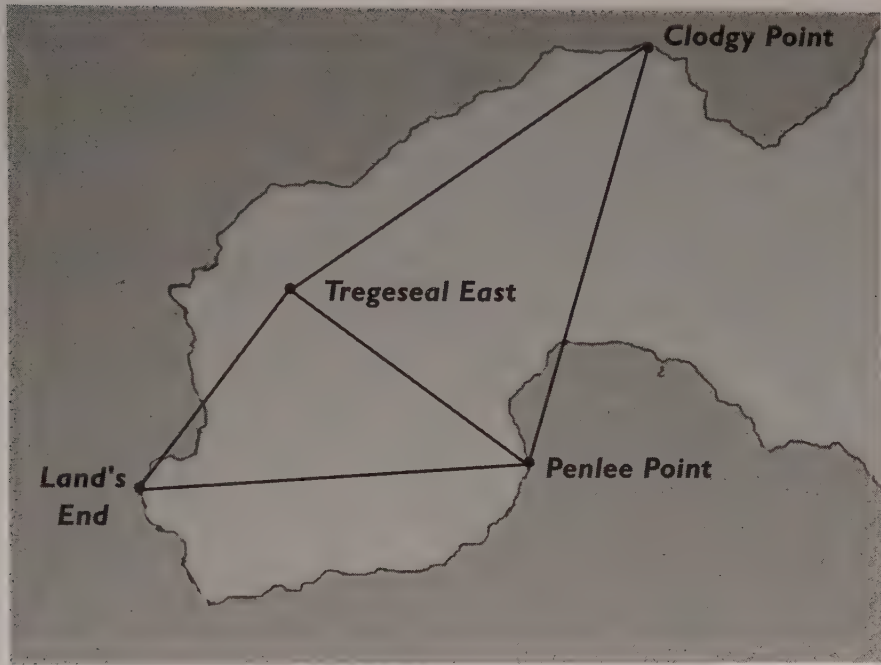 Clodgy Point
Tregeseal East
Land's
End
Penlee Point